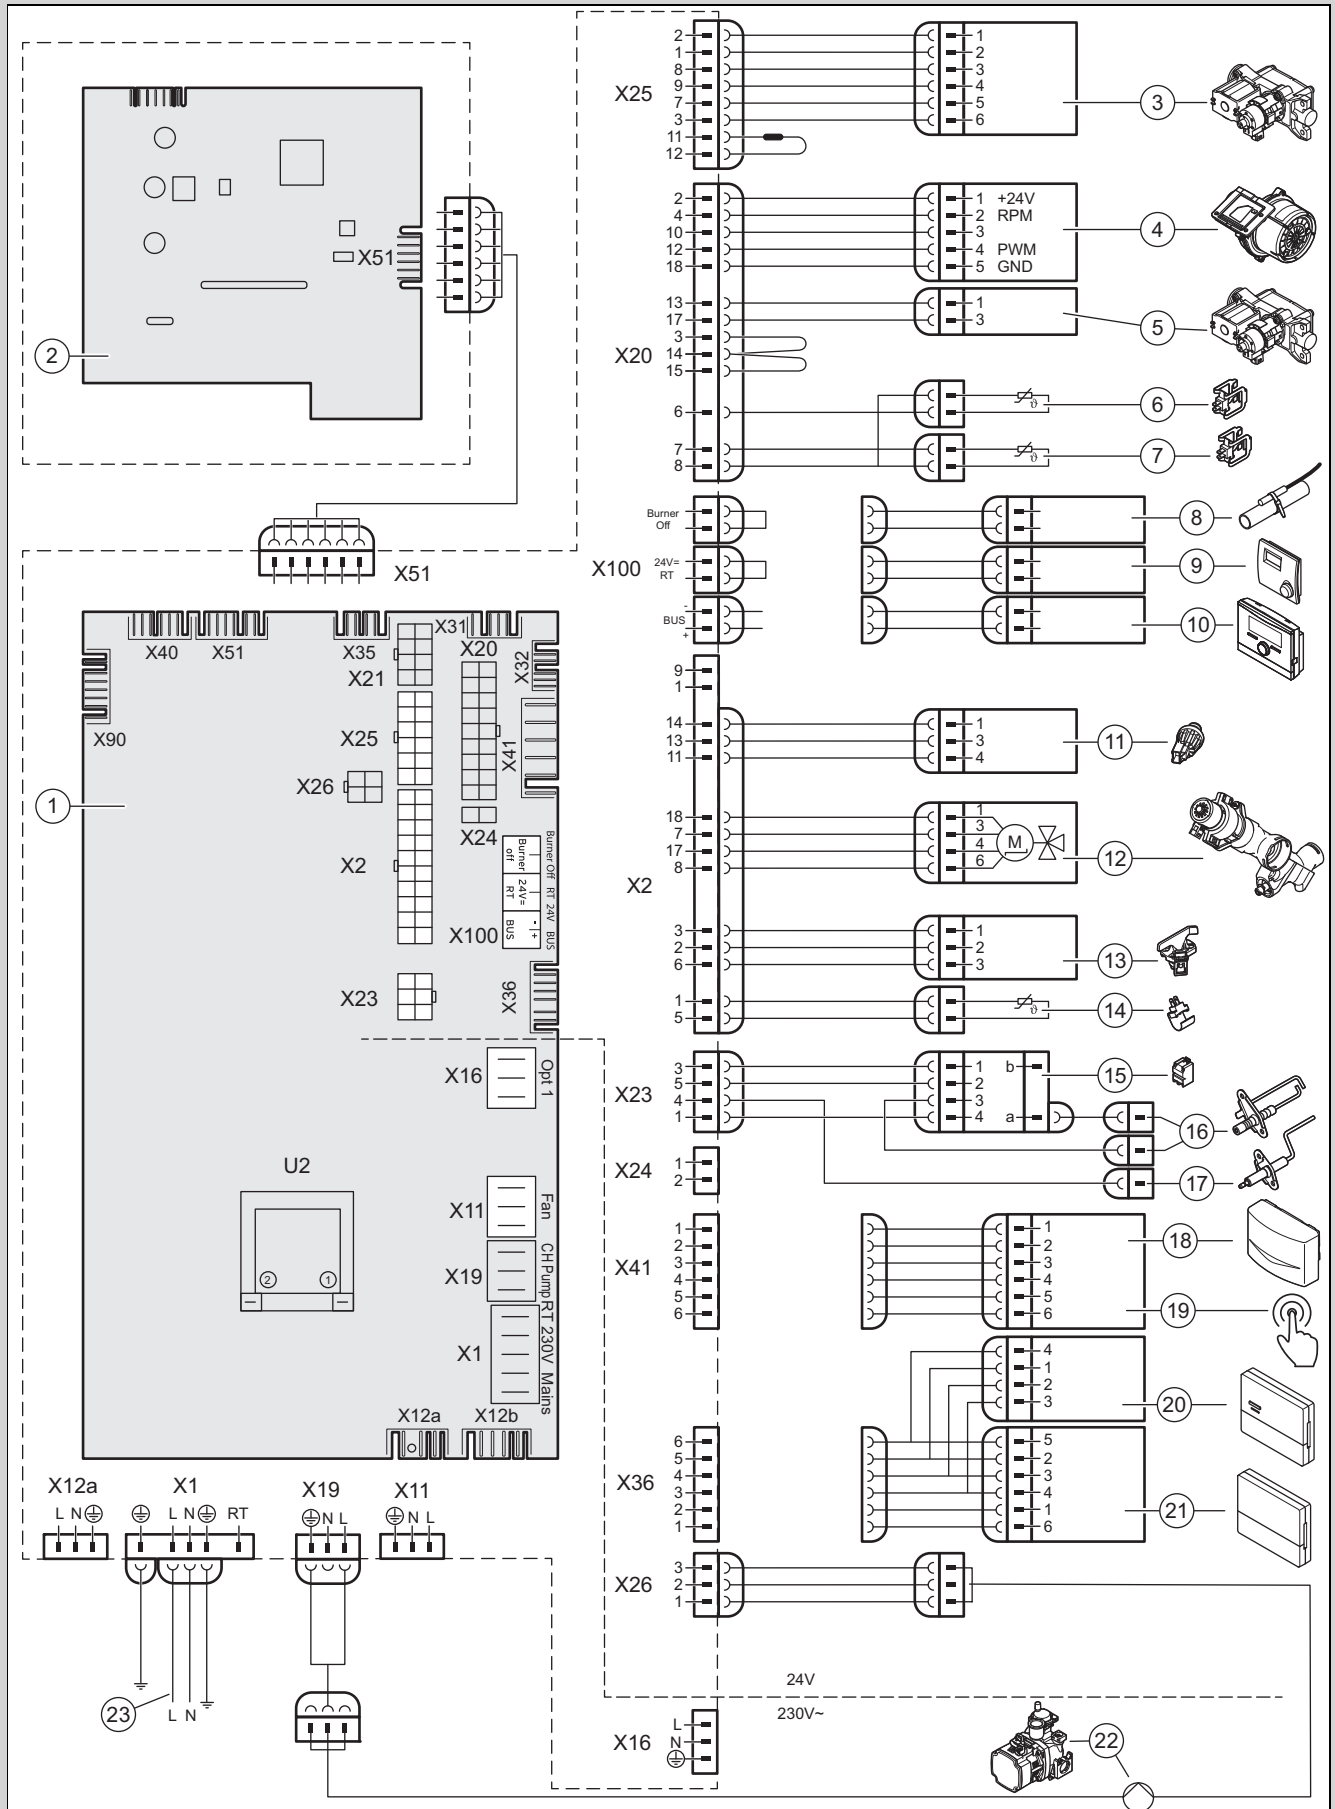 X51
2
X51
X40
X51
X35
X31
X21
X20
X32
X90
X25
X41
X26
1
X24
X2
Burner off
24V= RT
BUS - +
Burner Off RT 24V BUS
X100
X23
X36
X16
Opt 1
U2
2 1
X11
Fan
X19
CH Pump
X1
RT 230V Mains
X12a
X12b
X12a
L N
X1
L N RT
X19
N L
X11
N L
23
L N
X25
2 1
1 2
8 3
9 4
7 5
3 6
11
12
3
X20
2 1 +24V
4 2 RPM
10 3
12 4 PWM
18 5 GND
4
13 1
17 3
5
3
14
15
6
6
7
8
7
X100
Burner Off
8
24V= RT
9
-
BUS
+
10
X2
9
1
14 1
13 3
11 4
11
18 1
7 3
17 4
8 6
M
12
3 1
2 2
6 3
13
1 ϑ
5
14
X23
3 1 b
5 2
4 3
1 4 a
15
16
17
X24
1
2
X41
1 1
2 2
3 3
4 4
5 5
6 6
18
19
4
1
2
3
20
X36
6 5
5 2
4 3
3 4
2 1
1 6
21
X26
3
2
1
24V
230V~
X16
L
N
22